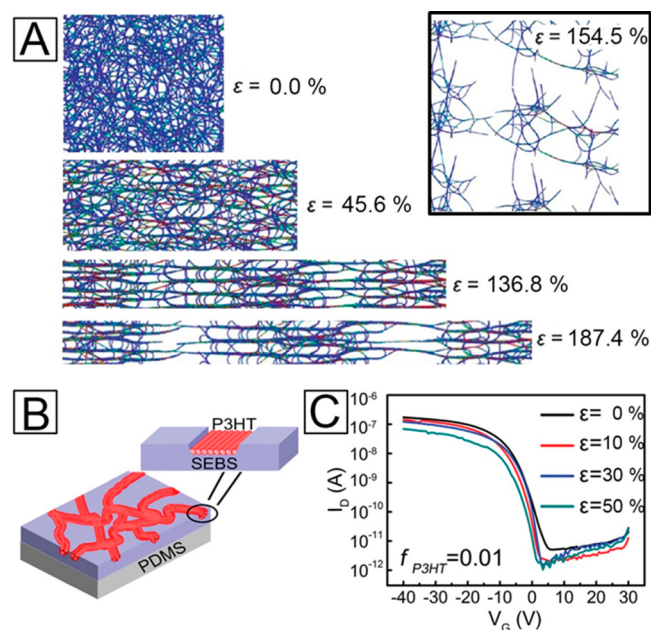 A
ε = 0.0 %
ε = 45.6 %
ε = 136.8 %
ε = 187.4 %
ε = 154.5 %
B
P3HT
SEBS
PDMS
C
10⁻⁶
10⁻⁷
10⁻⁸
10⁻⁹
10⁻¹⁰
10⁻¹¹
10⁻¹²
I_D (A)
ε= 0 %
ε=10 %
ε=30 %
ε=50 %
f_P3HT=0.01
-40 -30 -20 -10 0 10 20 30
V_G (V)